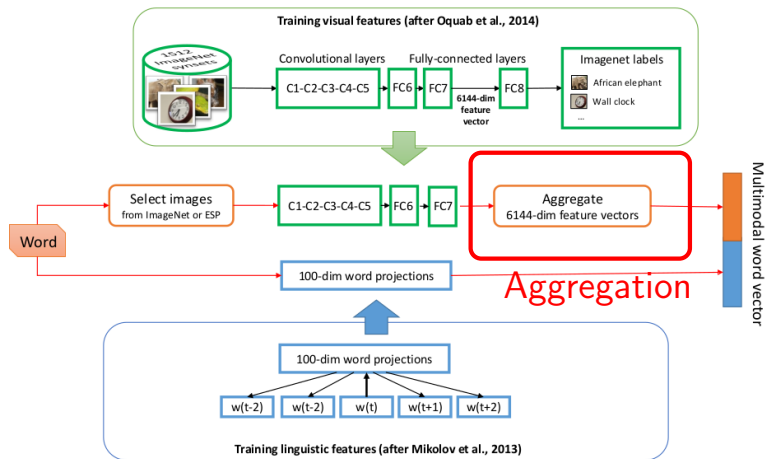 Training visual features (after Oquab et al., 2014)
1512
ImageNet
synsets
Convolutional layers
Fully-connected layers
Imagenet labels
C1-C2-C3-C4-C5
FC6
FC7
6144-dim
feature
vector
FC8
African elephant
Wall clock
...
Word
Select images
from ImageNet or ESP
C1-C2-C3-C4-C5
FC6
FC7
Aggregate
6144-dim feature vectors
Multimodal word vector
100-dim word projections
Aggregation
100-dim word projections
w(t-2)
w(t-2)
w(t)
w(t+1)
w(t+2)
Training linguistic features (after Mikolov et al., 2013)